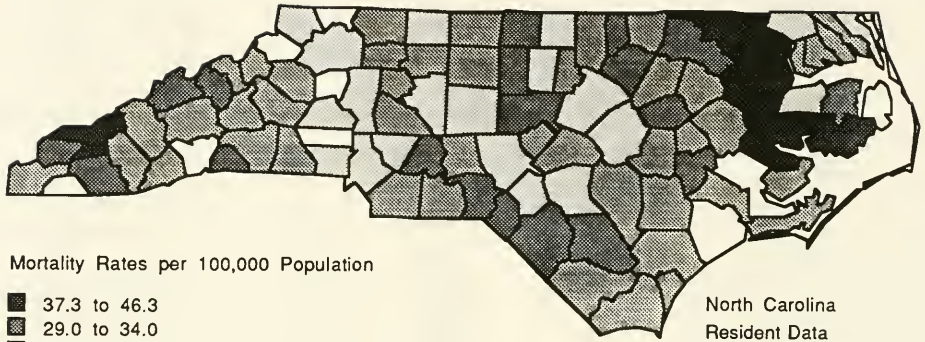 Mortality Rates per 100,000 Population
37.3 to 46.3
29.0 to 34.0
North Carolina
Resident Data